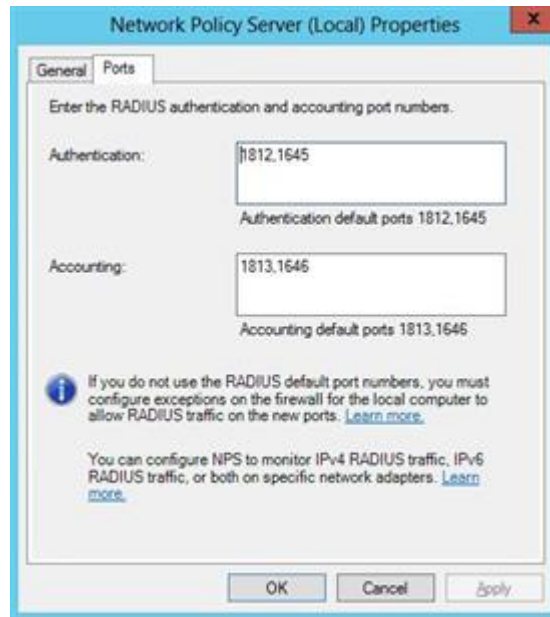 Network Policy Server (Local) Properties
x
General
Ports
Enter the RADIUS authentication and accounting port numbers.
Authentication:
1812,1645
Authentication default ports 1812,1645
Accounting:
1813,1646
Accounting default ports 1813,1646
If you do not use the RADIUS default port numbers, you must
configure exceptions on the firewall for the local computer to
allow RADIUS traffic on the new ports. Learn more.
You can configure NPS to monitor IPv4 RADIUS traffic, IPv6
RADIUS traffic, or both on specific network adapters. Learn
more.
OK
Cancel
Apply